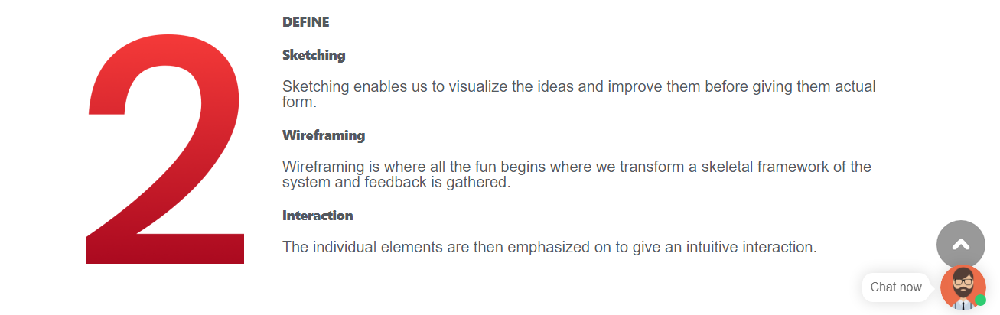 2
DEFINE
Sketching
Sketching enables us to visualize the ideas and improve them before giving them actual
form.
Wireframing
Wireframing is where all the fun begins where we transform a skeletal framework of the
system and feedback is gathered.
Interaction
The individual elements are then emphasized on to give an intuitive interaction.
Chat now